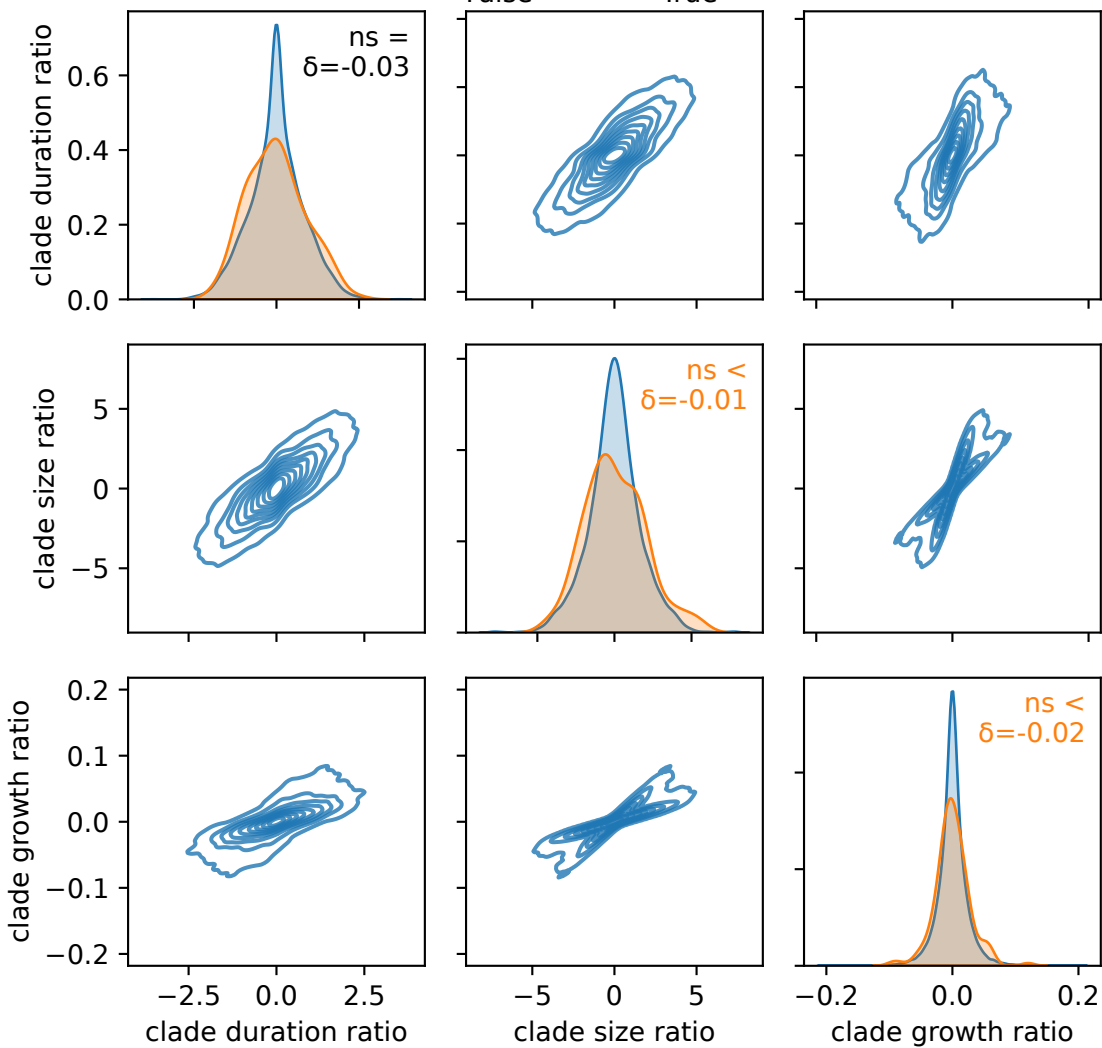 ns =
δ=-0.03
clade duration ratio
0.6
0.4
0.2
0.0
ns <
δ=-0.01
clade size ratio
5
0
−5
ns <
δ=-0.02
clade growth ratio
0.2
0.1
0.0
−0.1
−0.2
−2.5 0.0 2.5
−5 0 5
−0.2 0.0 0.2
clade duration ratio
clade size ratio
clade growth ratio